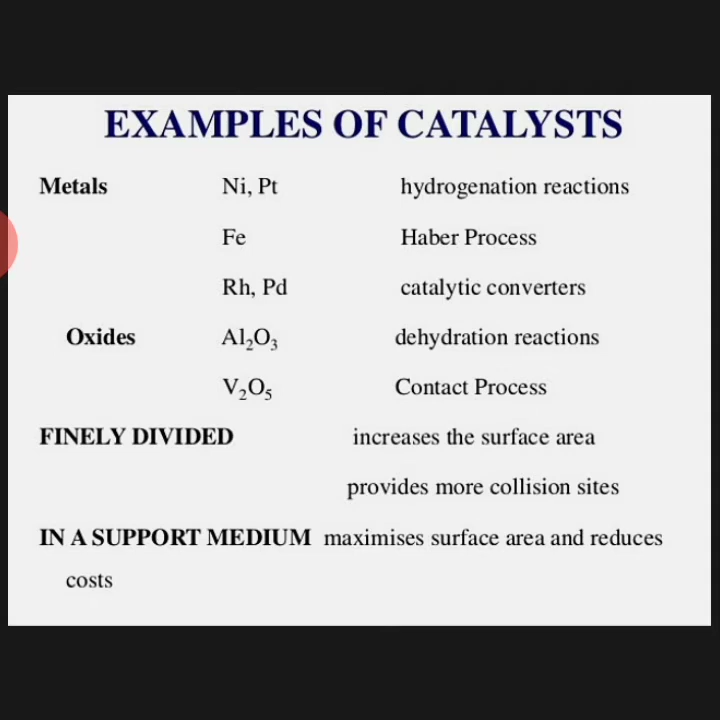 EXAMPLES OF CATALYSTS
Metals Ni, Pt hydrogenation reactions
Fe Haber Process
Rh, Pd catalytic converters
Oxides Al₂O₃ dehydration reactions
V₂O₅ Contact Process
FINELY DIVIDED increases the surface area
provides more collision sites
IN A SUPPORT MEDIUM maximises surface area and reduces
costs